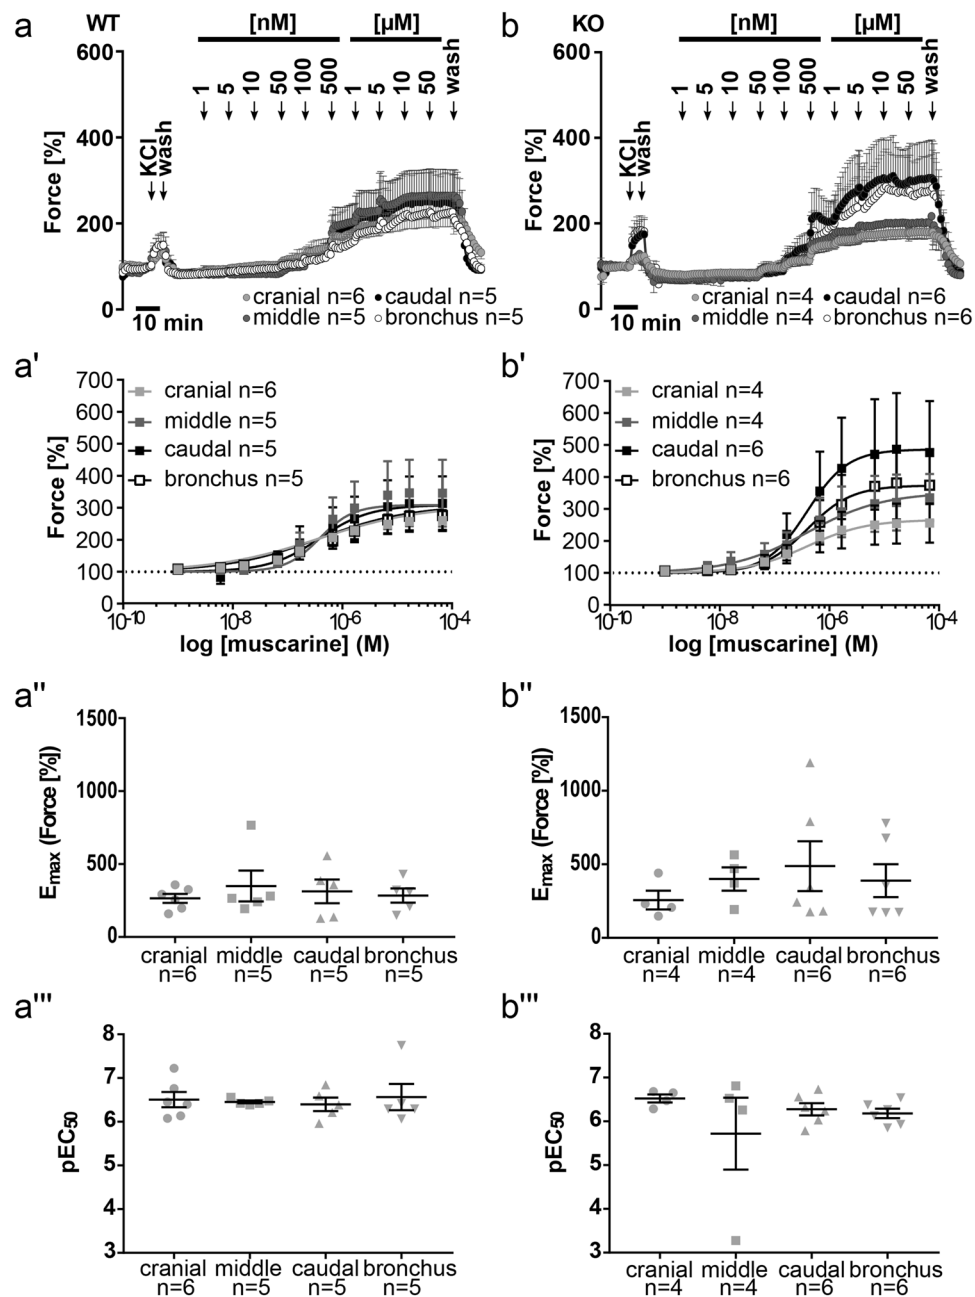 a WT [nM] [µM]
600
400
200
0
Force [%]
KCl
wash
1 5 10 50 100 500 1 5 10 50 wash
10 min
cranial n=6 caudal n=5
middle n=5 bronchus n=5
b KO [nM] [µM]
600
400
200
0
Force [%]
KCl
wash
1 5 10 50 100 500 1 5 10 50 wash
10 min
cranial n=4 caudal n=6
middle n=4 bronchus n=6
a'
700
600
500
400
300
200
100
0
Force [%]
cranial n=6
middle n=5
caudal n=5
bronchus n=5
10-10 10-8 10-6 10-4
log [muscarine] (M)
b'
700
600
500
400
300
200
100
0
Force [%]
cranial n=4
middle n=4
caudal n=6
bronchus n=6
10-10 10-8 10-6 10-4
log [muscarine] (M)
a''
1500
1000
500
0
Emax (Force [%])
cranial middle caudal bronchus
n=6 n=5 n=5 n=5
b''
1500
1000
500
0
Emax (Force [%])
cranial middle caudal bronchus
n=4 n=4 n=6 n=6
a'''
8
7
6
5
4
3
pEC50
cranial middle caudal bronchus
n=6 n=5 n=5 n=5
b'''
8
7
6
5
4
3
pEC50
cranial middle caudal bronchus
n=4 n=4 n=6 n=6